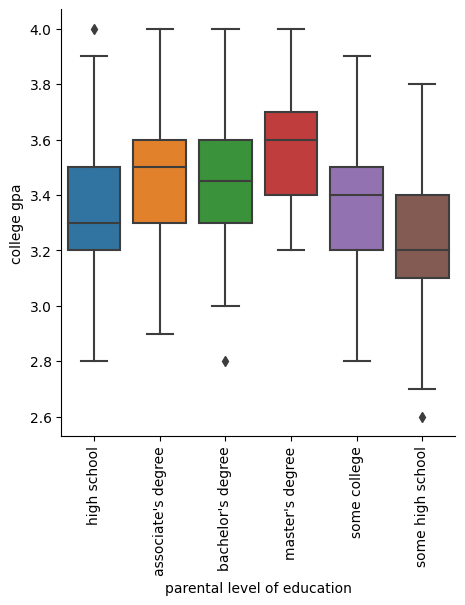 college gpa
4.0
3.8
3.6
3.4
3.2
3.0
2.8
2.6
high school
associate's degree
bachelor's degree
master's degree
some college
some high school
parental level of education